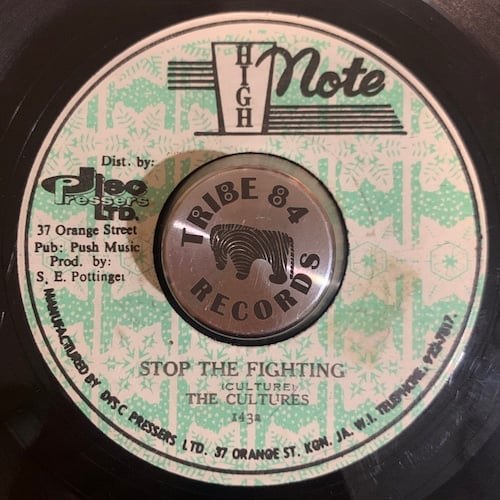 HIGH
Note
Dist. by:
Disc
Pressers
LTD.
37 Orange Street
Pub: Push Music
Prod. by:
S. E. Pottinger
TRIBE 84
RECORDS
STOP THE FIGHTING
(CULTURE)
THE CULTURES
143a
MANUFACTURED BY DISC PRESSERS LTD. 37 ORANGE ST. KGN. JA. W.I. TELEPHONE.